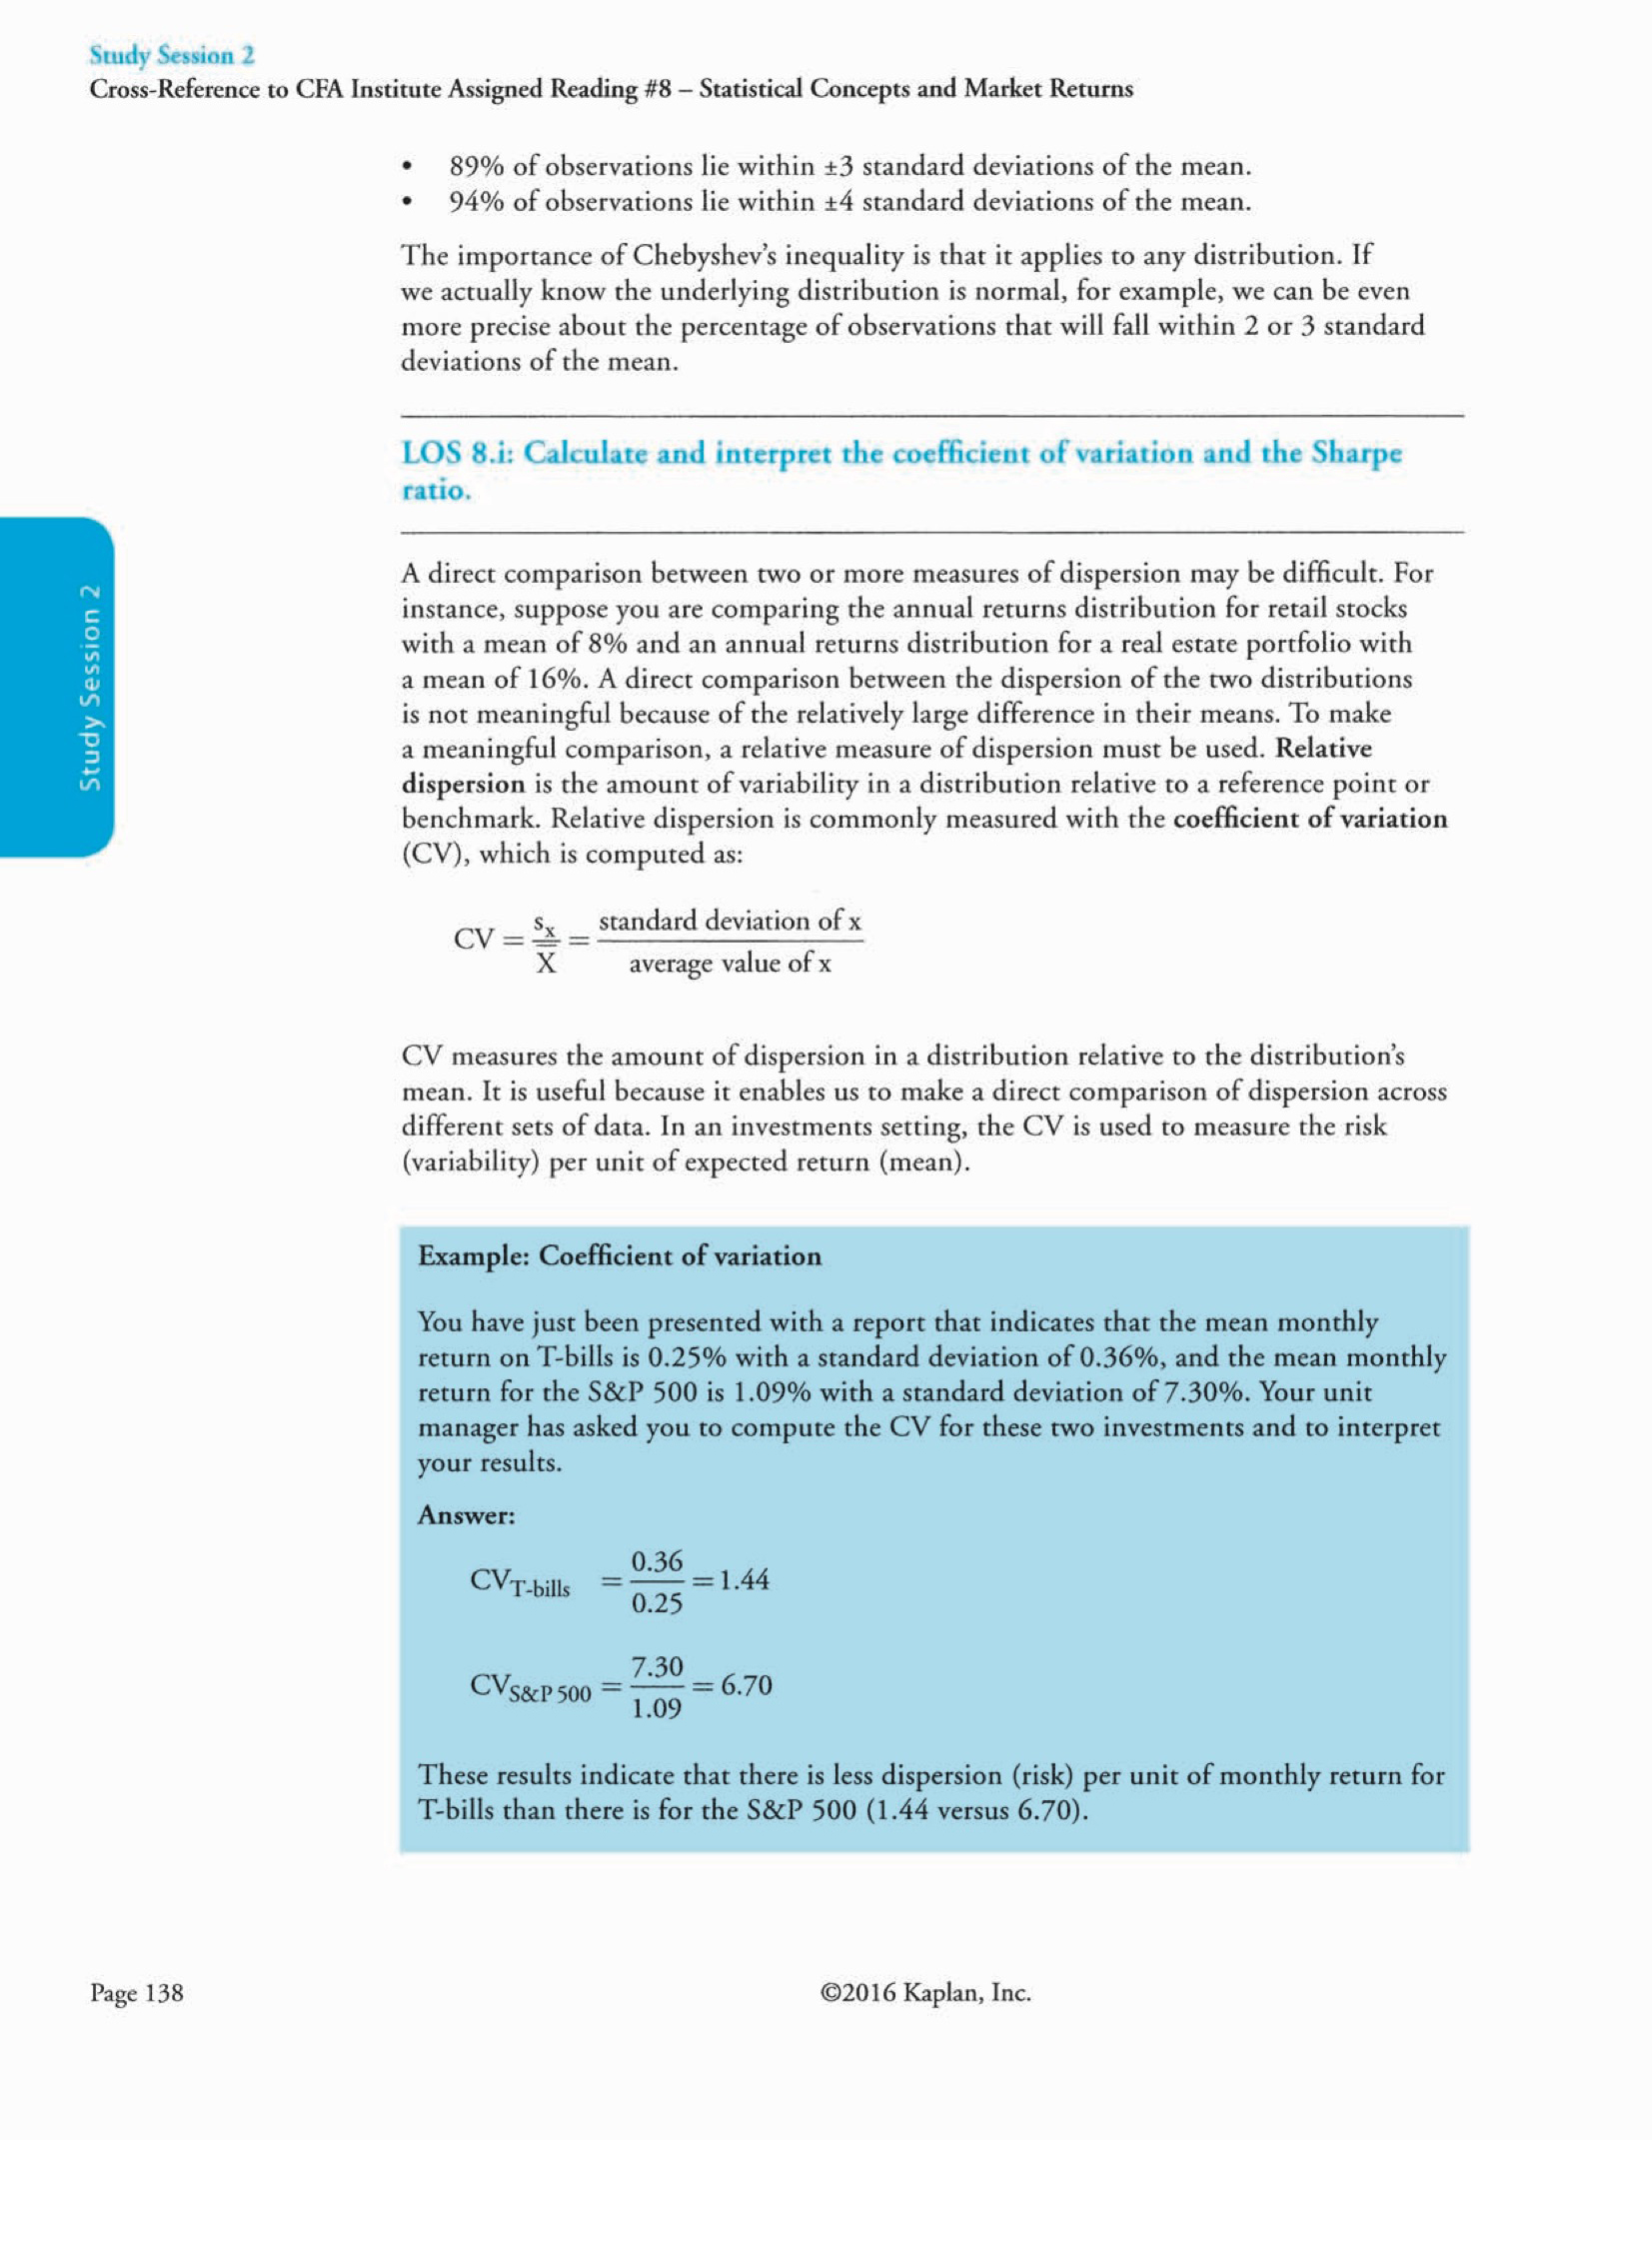 Study Session 2
Cross-Reference to CFA Institute Assigned Reading #8 – Statistical Concepts and Market Returns
• 89% of observations lie within ±3 standard deviations of the mean.
• 94% of observations lie within ±4 standard deviations of the mean.
The importance of Chebyshev's inequality is that it applies to any distribution. If
we actually know the underlying distribution is normal, for example, we can be even
more precise about the percentage of observations that will fall within 2 or 3 standard
deviations of the mean.
LOS 8.i: Calculate and interpret the coefficient of variation and the Sharpe
ratio.
Study Session 2
A direct comparison between two or more measures of dispersion may be difficult. For
instance, suppose you are comparing the annual returns distribution for retail stocks
with a mean of 8% and an annual returns distribution for a real estate portfolio with
a mean of 16%. A direct comparison between the dispersion of the two distributions
is not meaningful because of the relatively large difference in their means. To make
a meaningful comparison, a relative measure of dispersion must be used. Relative
dispersion is the amount of variability in a distribution relative to a reference point or
benchmark. Relative dispersion is commonly measured with the coefficient of variation
(CV), which is computed as:
CV = s_x / X̄ = standard deviation of x / average value of x
CV measures the amount of dispersion in a distribution relative to the distribution's
mean. It is useful because it enables us to make a direct comparison of dispersion across
different sets of data. In an investments setting, the CV is used to measure the risk
(variability) per unit of expected return (mean).
Example: Coefficient of variation
You have just been presented with a report that indicates that the mean monthly
return on T-bills is 0.25% with a standard deviation of 0.36%, and the mean monthly
return for the S&P 500 is 1.09% with a standard deviation of 7.30%. Your unit
manager has asked you to compute the CV for these two investments and to interpret
your results.
Answer:
CV T-bills = 0.36 / 0.25 = 1.44
CV S&P 500 = 7.30 / 1.09 = 6.70
These results indicate that there is less dispersion (risk) per unit of monthly return for
T-bills than there is for the S&P 500 (1.44 versus 6.70).
Page 138
©2016 Kaplan, Inc.